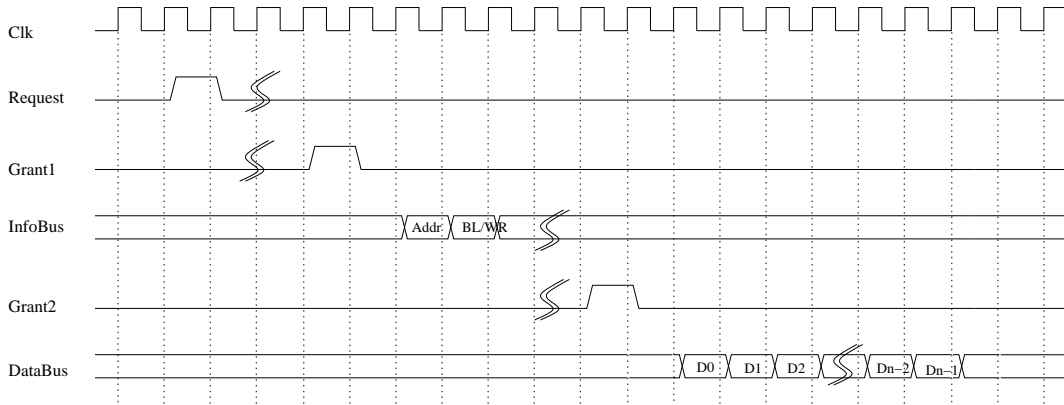 Clk
Request
Grant1
InfoBus Addr BL/WR
Grant2
DataBus D0 D1 D2 Dn−2 Dn−1